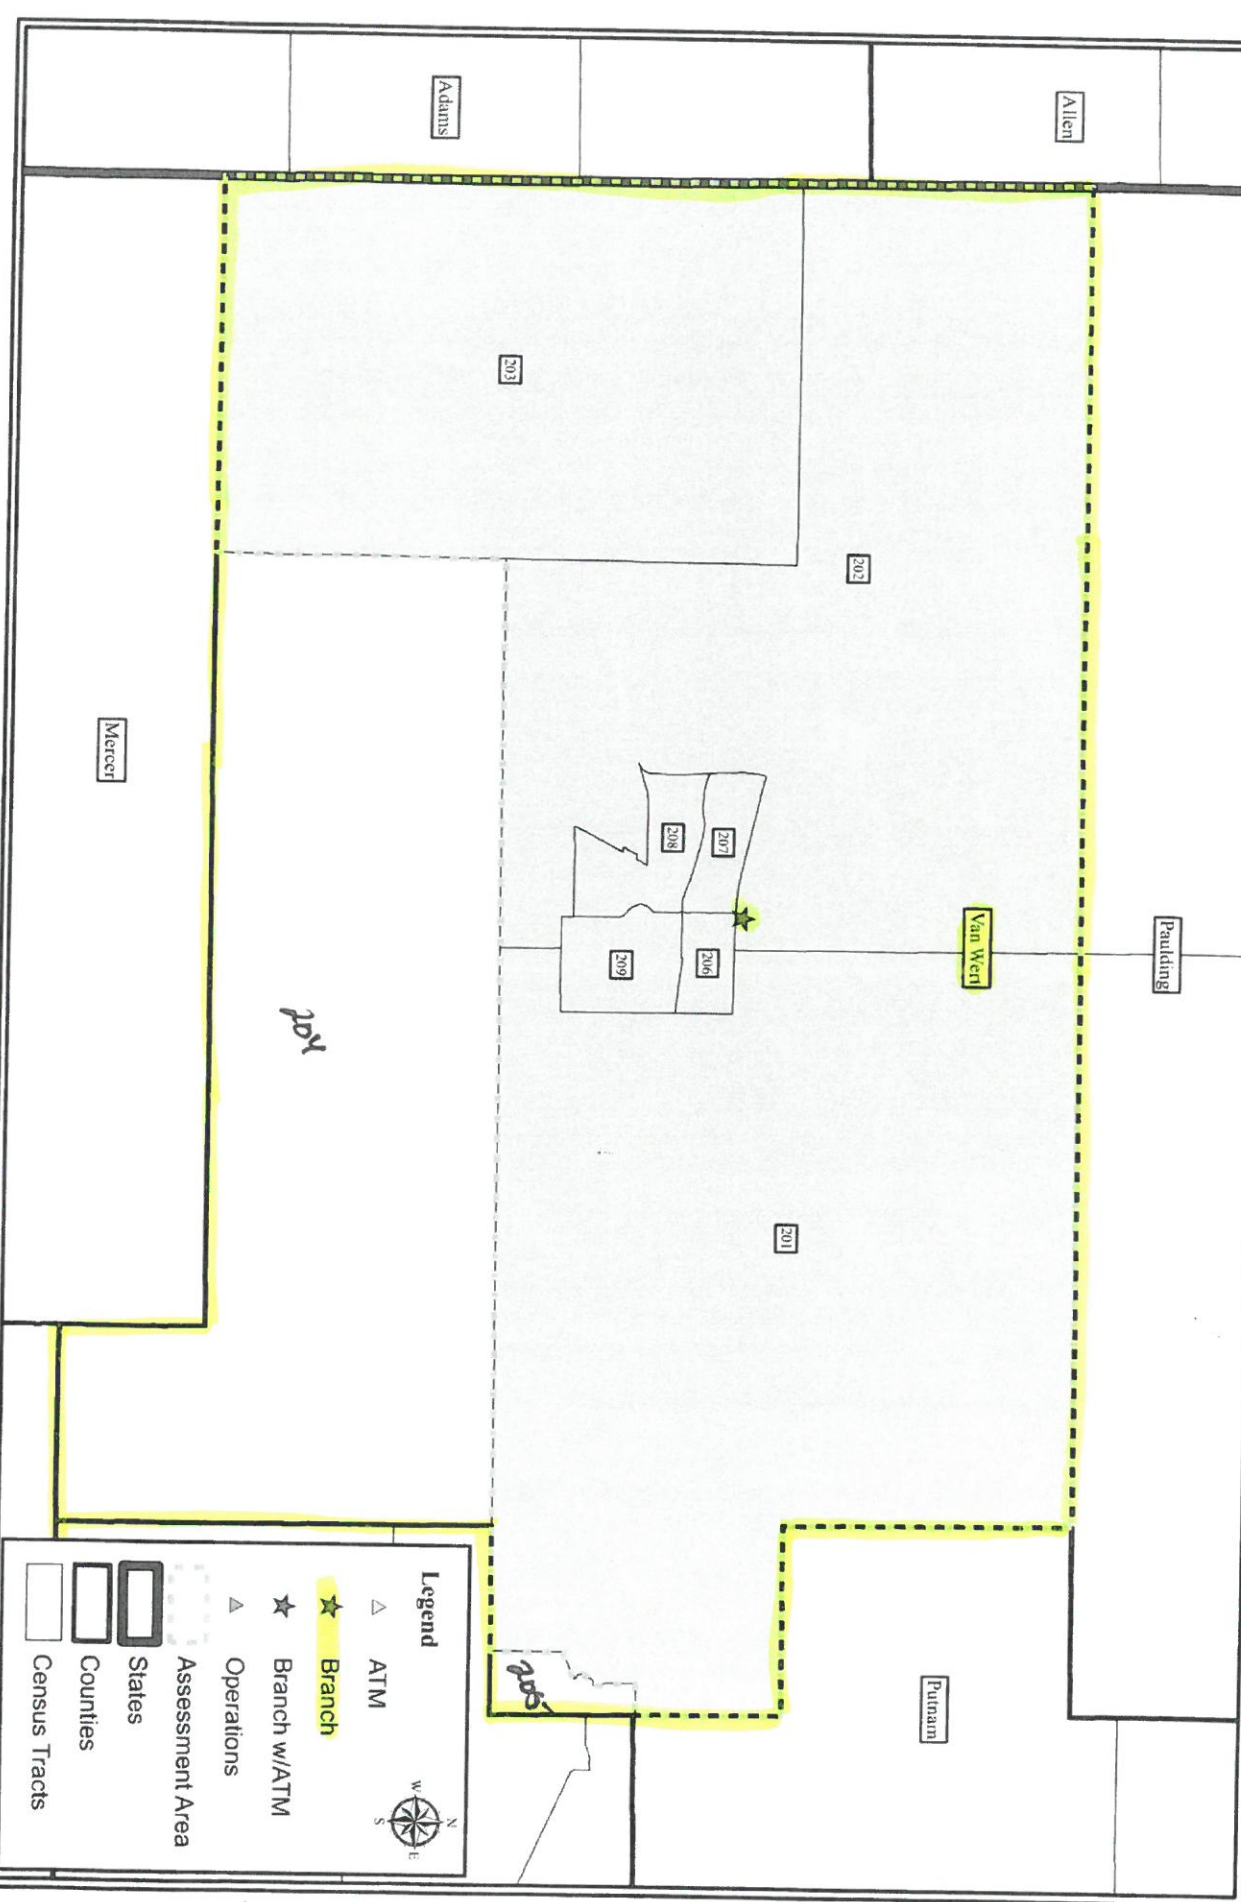 Allen
Adams
Paulding
Van Wert
202
203
207
208
206
209
201
Putnam
Mercer
204
205
Legend
ATM
Branch
Branch w/ATM
Operations
Assessment Area
States
Counties
Census Tracts
N
W
E
S